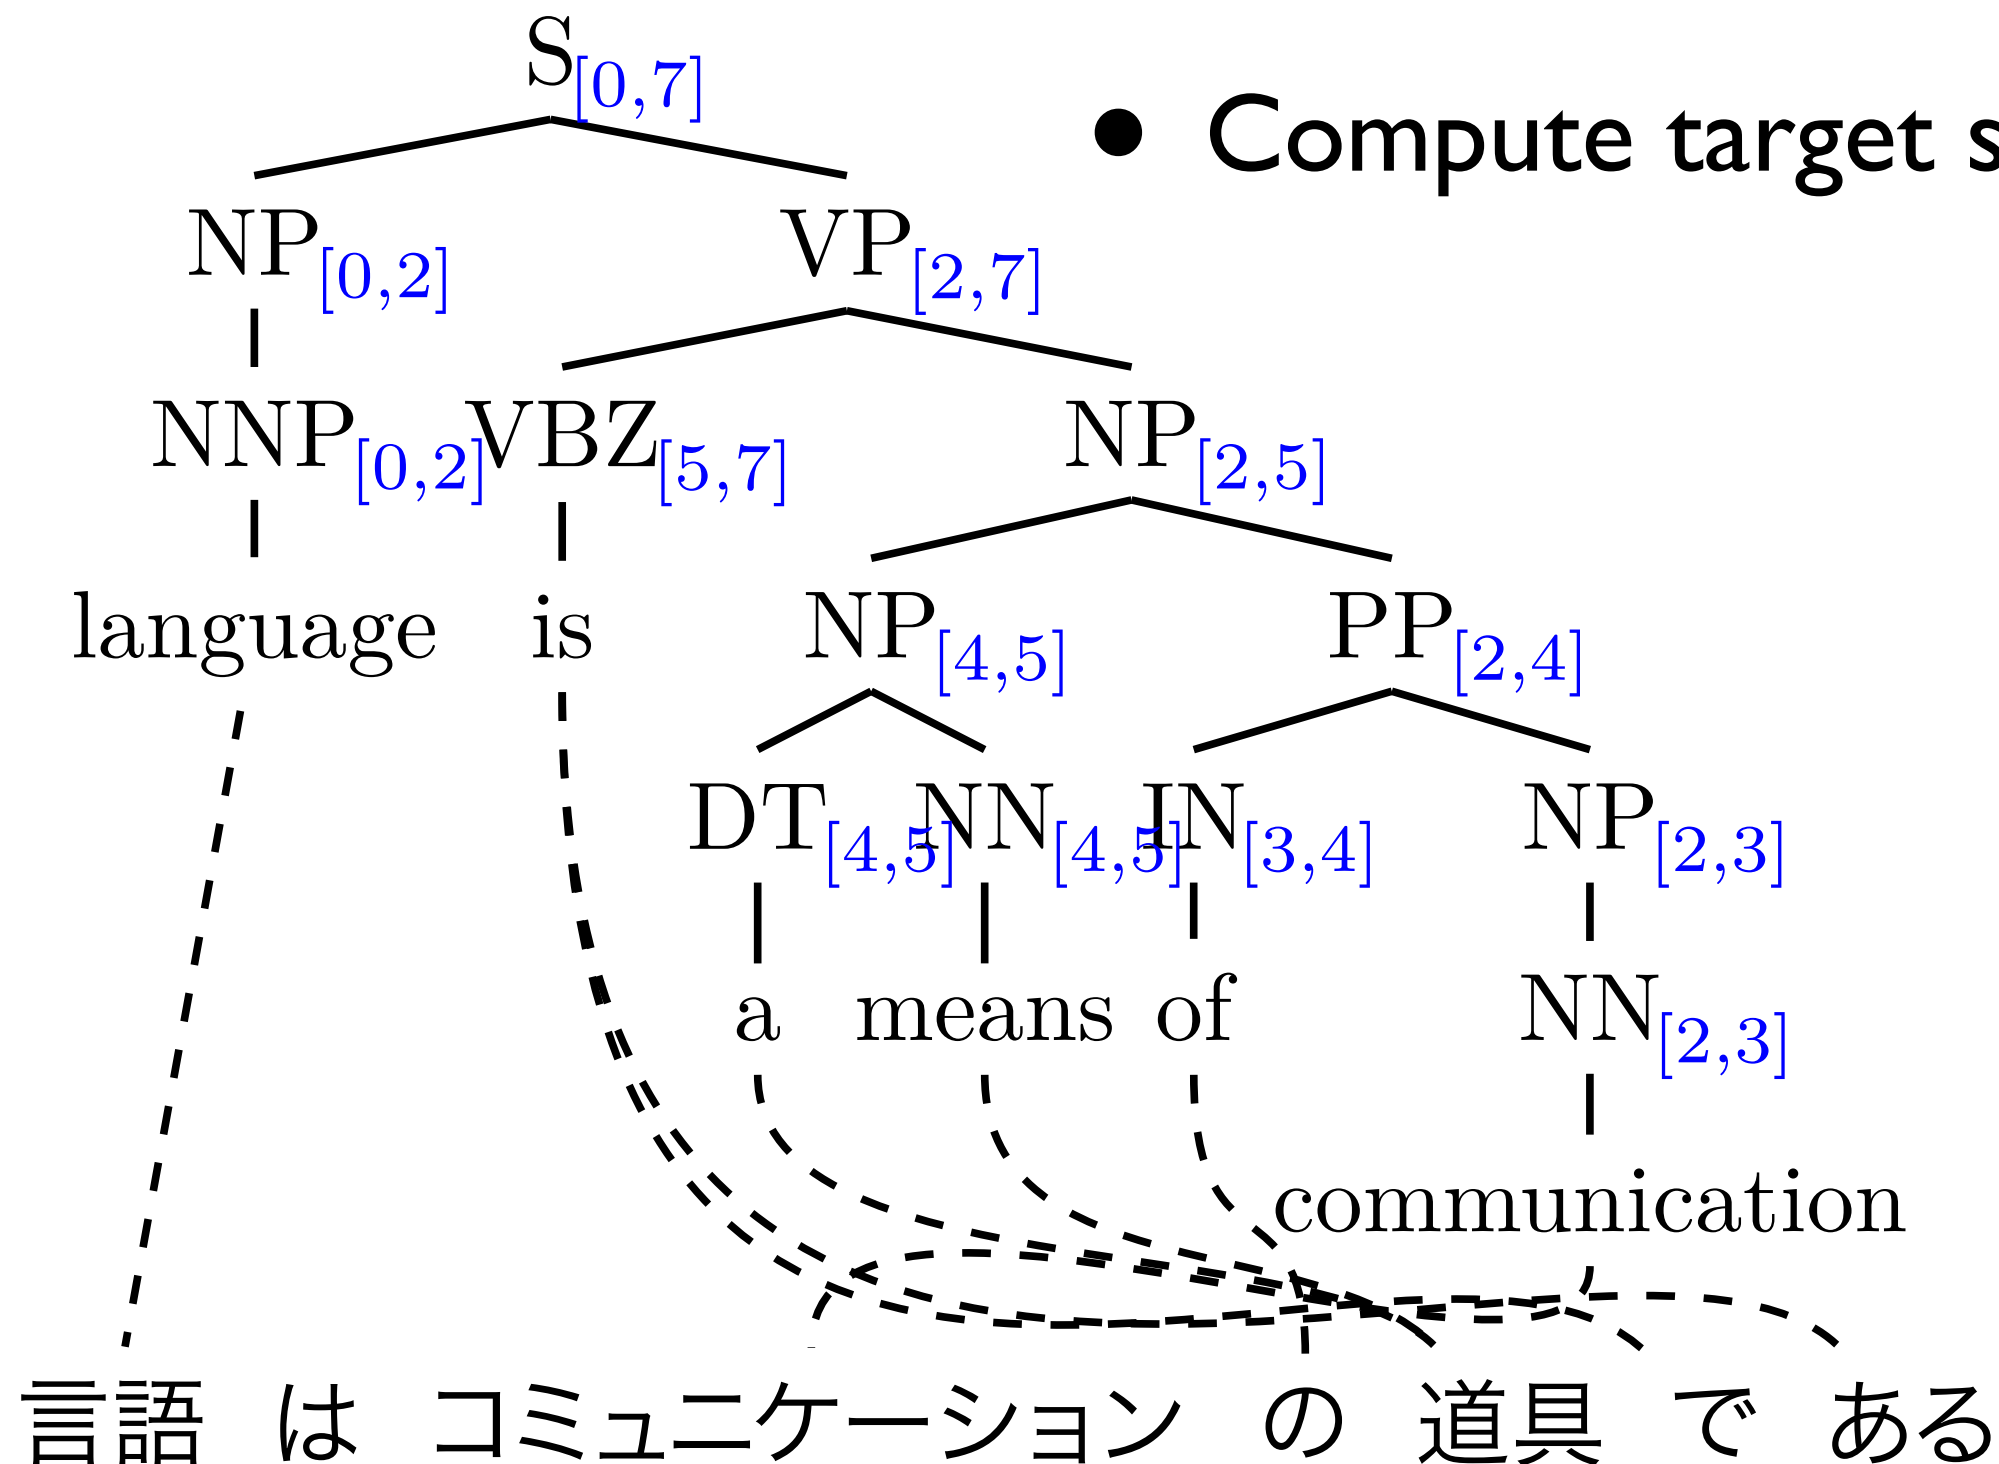 S[0,7]
• Compute target s
NP[0,2] VP[2,7]
NNP[0,2] VBZ[5,7] NP[2,5]
language is NP[4,5] PP[2,4]
DT[4,5] NN[4,5] IN[3,4] NP[2,3]
a means of NN[2,3]
communication
言語 は コミュニケーション の 道具 で ある